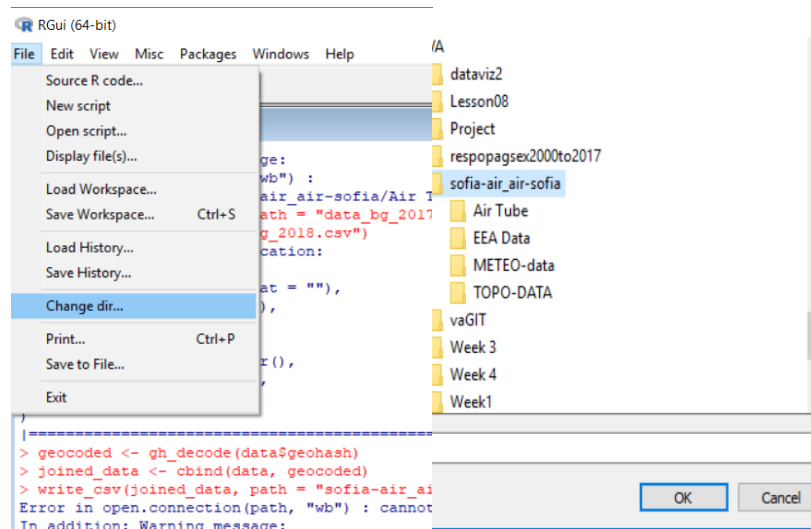 RGui (64-bit)
File Edit View Misc Packages Windows Help
Source R code...
New script
Open script...
Display file(s)...
Load Workspace...
Save Workspace... Ctrl+S
Load History...
Save History...
Change dir...
Print... Ctrl+P
Save to File...
Exit
ge:
wb") :
air_air-sofia/Air T
ath = "data_bg_2017
g_2018.csv")
cation:
at = ""),
),
r(),
,
)
|================================================
> geocoded <- gh_decode(data$geohash)
> joined_data <- cbind(data, geocoded)
> write_csv(joined_data, path = "sofia-air_ai
Error in open.connection(path, "wb") : cannot
In addition: Warning message:
/A
dataviz2
Lesson08
Project
respopagsex2000to2017
sofia-air_air-sofia
Air Tube
EEA Data
METEO-data
TOPO-DATA
vaGIT
Week 3
Week 4
Week1
OK Cancel